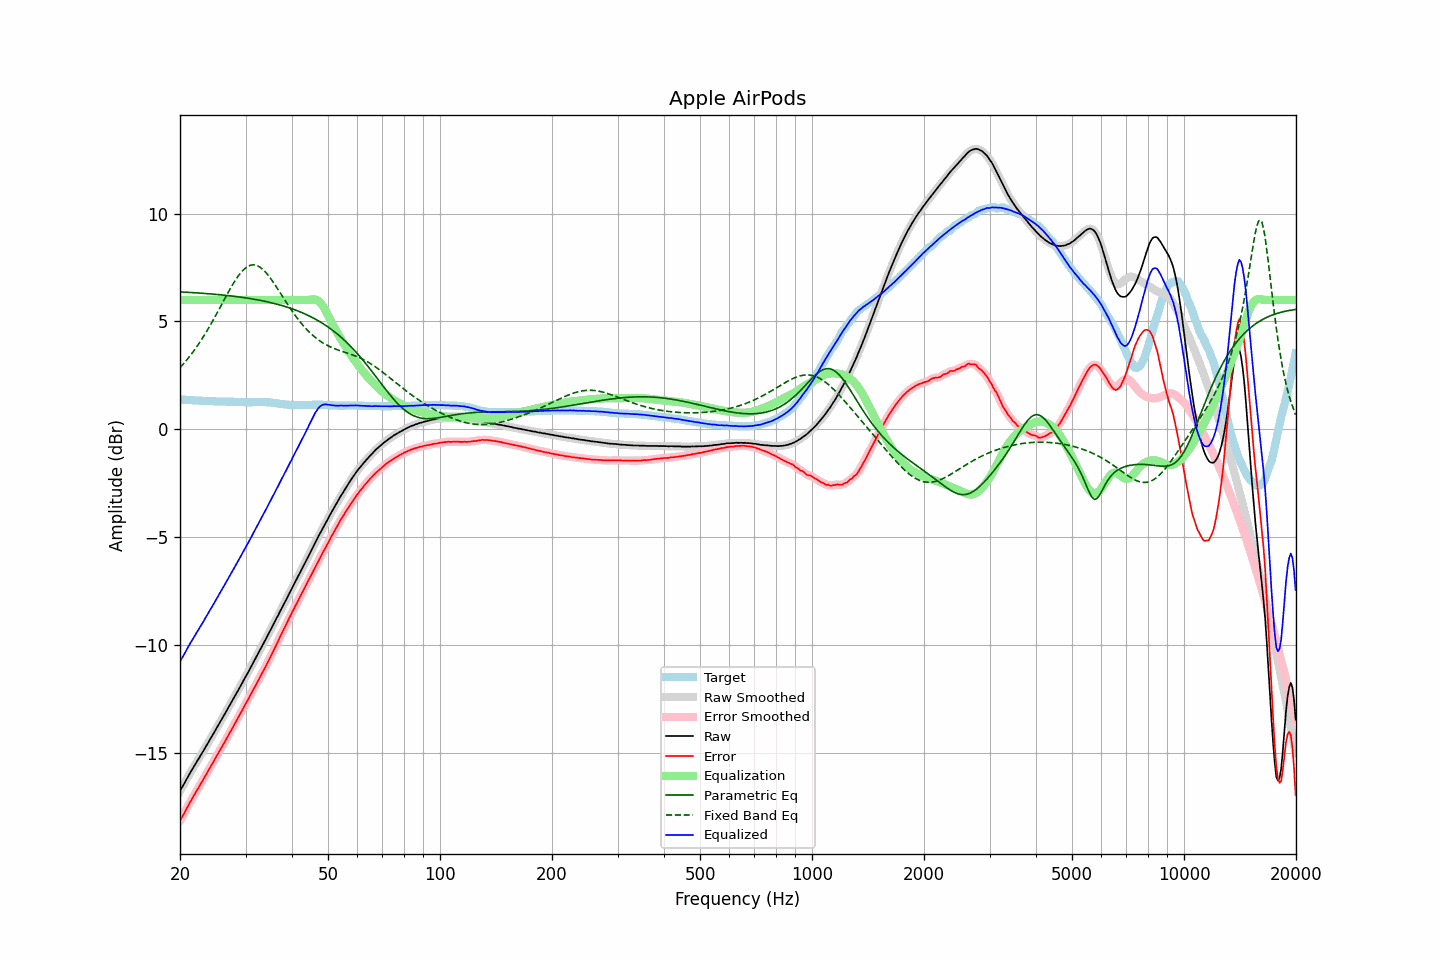 Apple AirPods
Amplitude (dBr)
10
5
0
−5
−10
−15
Target
Raw Smoothed
Error Smoothed
Raw
Error
Equalization
Parametric Eq
Fixed Band Eq
Equalized
20 50 100 200 500 1000 2000 5000 10000 20000
Frequency (Hz)